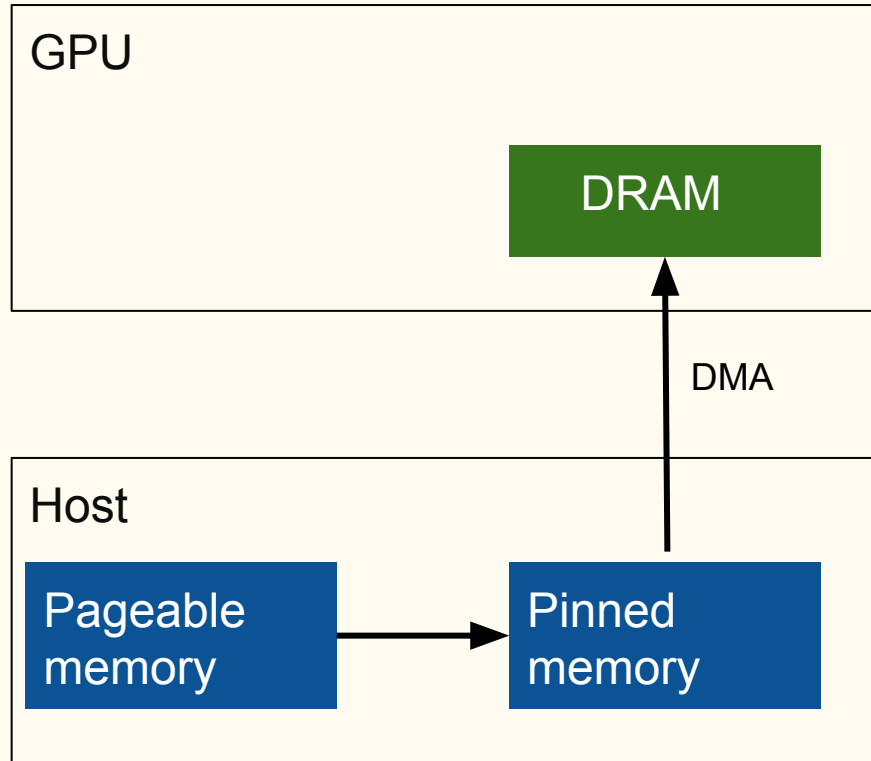 GPU
DRAM
DMA
Host
Pageable
memory
Pinned
memory